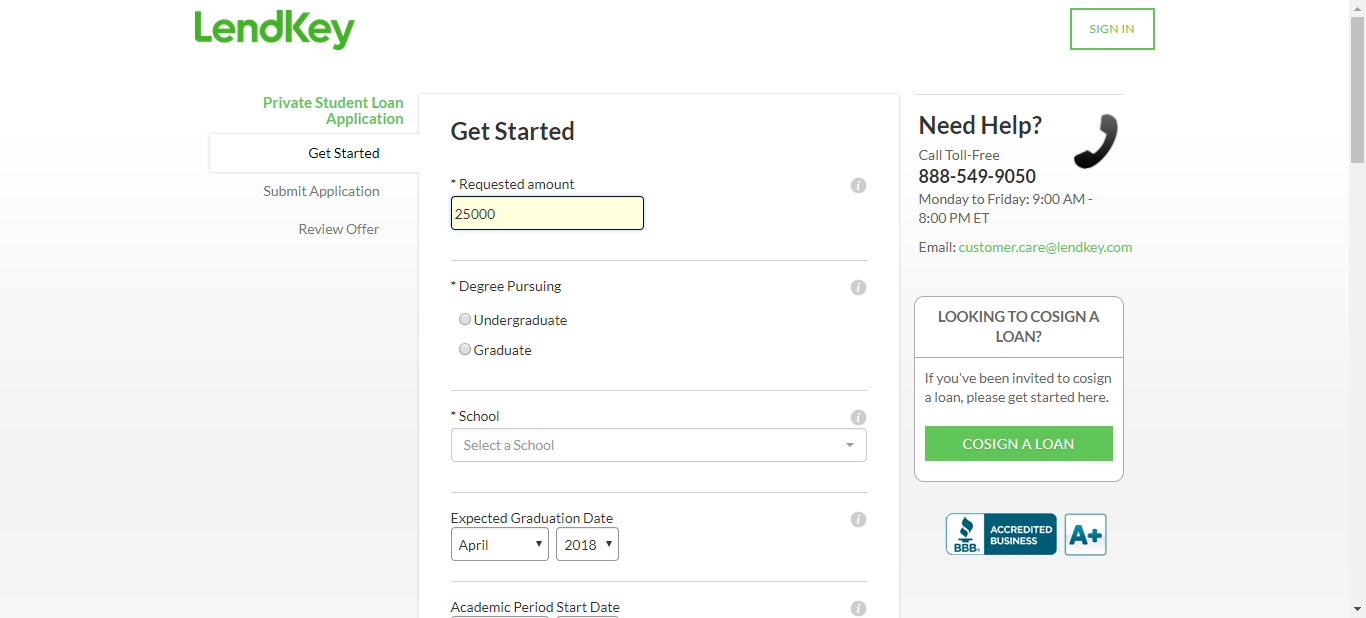 LendKey
SIGN IN
Private Student Loan
Application
Get Started
Submit Application
Review Offer
Get Started
* Requested amount
25000
* Degree Pursuing
Undergraduate
Graduate
* School
Select a School
Expected Graduation Date
April
2018
Academic Period Start Date
Need Help?
Call Toll-Free
888-549-9050
Monday to Friday: 9:00 AM -
8:00 PM ET
Email: customer.care@lendkey.com
LOOKING TO COSIGN A
LOAN?
If you've been invited to cosign
a loan, please get started here.
COSIGN A LOAN
BBB.
ACCREDITED
BUSINESS
A+